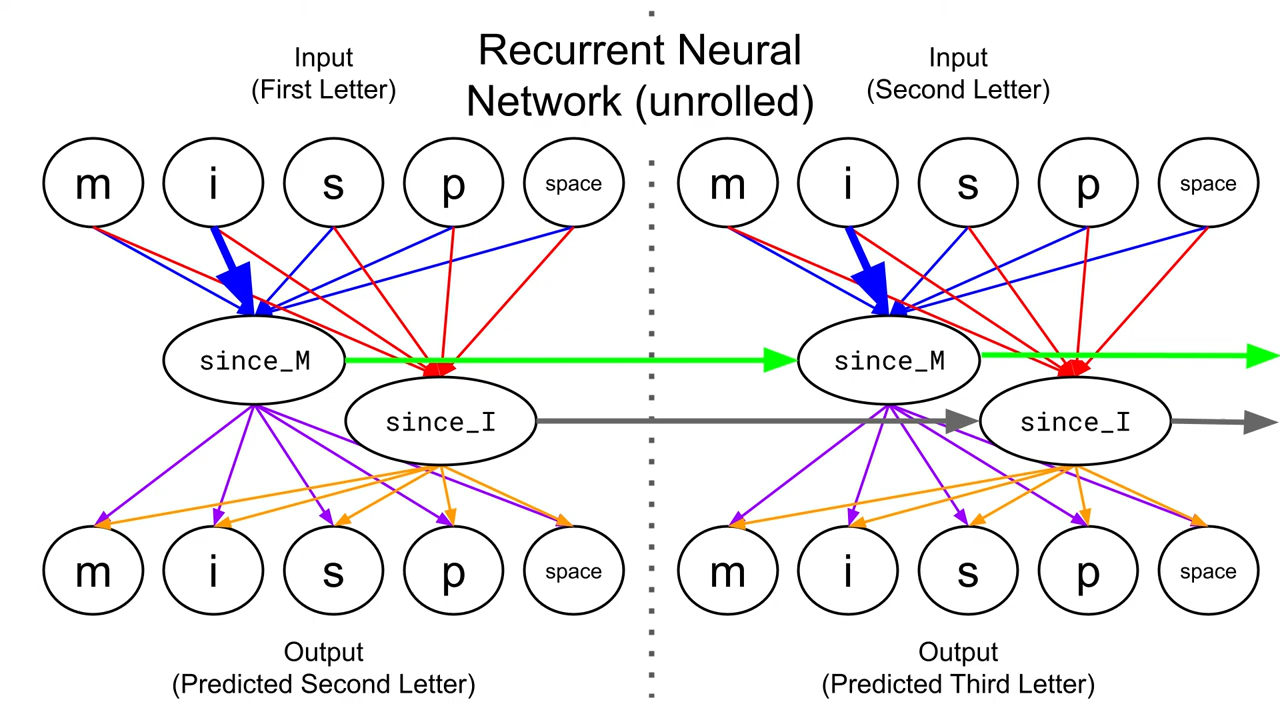 Recurrent Neural
Network (unrolled)
Input
(First Letter)
m i s p space
since_M
since_I
m i s p space
Output
(Predicted Second Letter)
Input
(Second Letter)
m i s p space
since_M
since_I
m i s p space
Output
(Predicted Third Letter)